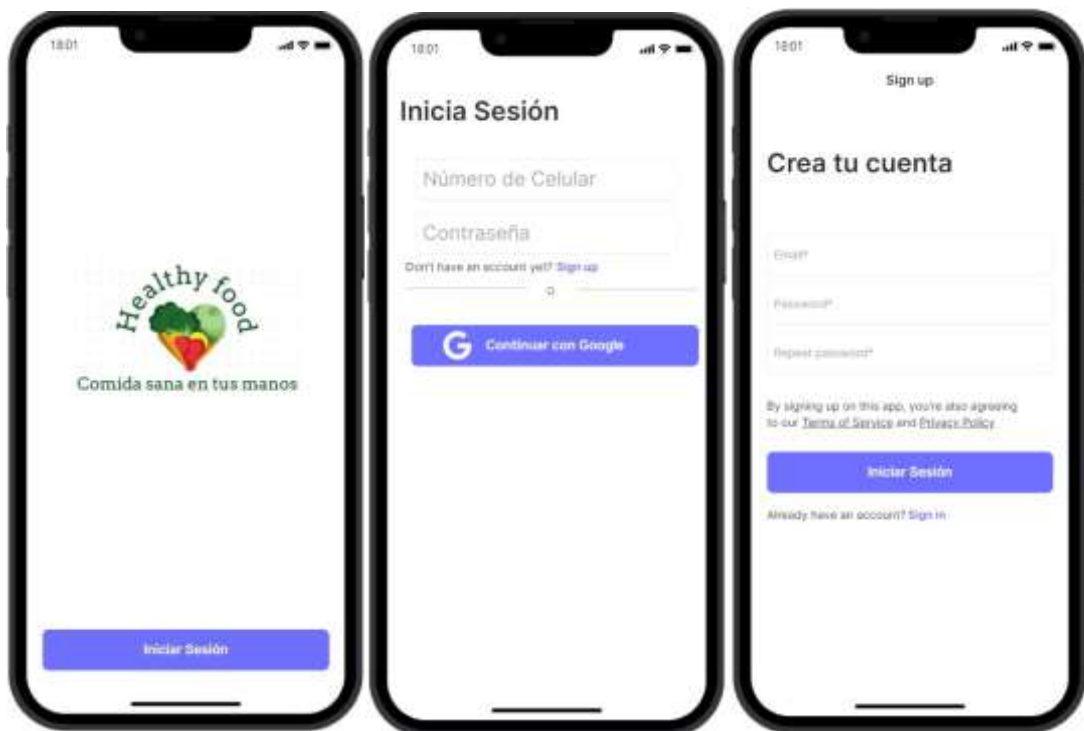 18:01
Healthy food
Comida sana en tus manos
Iniciar Sesión
18:01
Inicia Sesión
Número de Celular
Contraseña
Don't have an account yet? Sign up
O
Continuar con Google
18:01
Sign up
Crea tu cuenta
Email*
Password*
Repeat password*
By signing up on this app, you're also agreeing
to our Terms of Service and Privacy Policy
Iniciar Sesión
Already have an account? Sign in